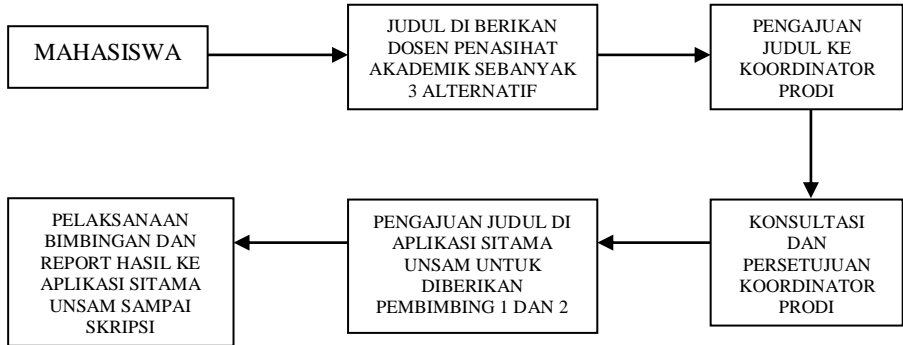 MAHASISWA
JUDUL DI BERIKAN
DOSEN PENASIHAT
AKADEMIK SEBANYAK
3 ALTERNATIF
PENGAJUAN
JUDUL KE
KOORDINATOR
PRODI
KONSULTASI
DAN
PERSETUJUAN
KOORDINATOR
PRODI
PENGAJUAN JUDUL DI
APLIKASI SITAMA
UNSAM UNTUK
DIBERIKAN
PEMBIMBING 1 DAN 2
PELAKSANAAN
BIMBINGAN DAN
REPORT HASIL KE
APLIKASI SITAMA
UNSAM SAMPAI
SKRIPSI